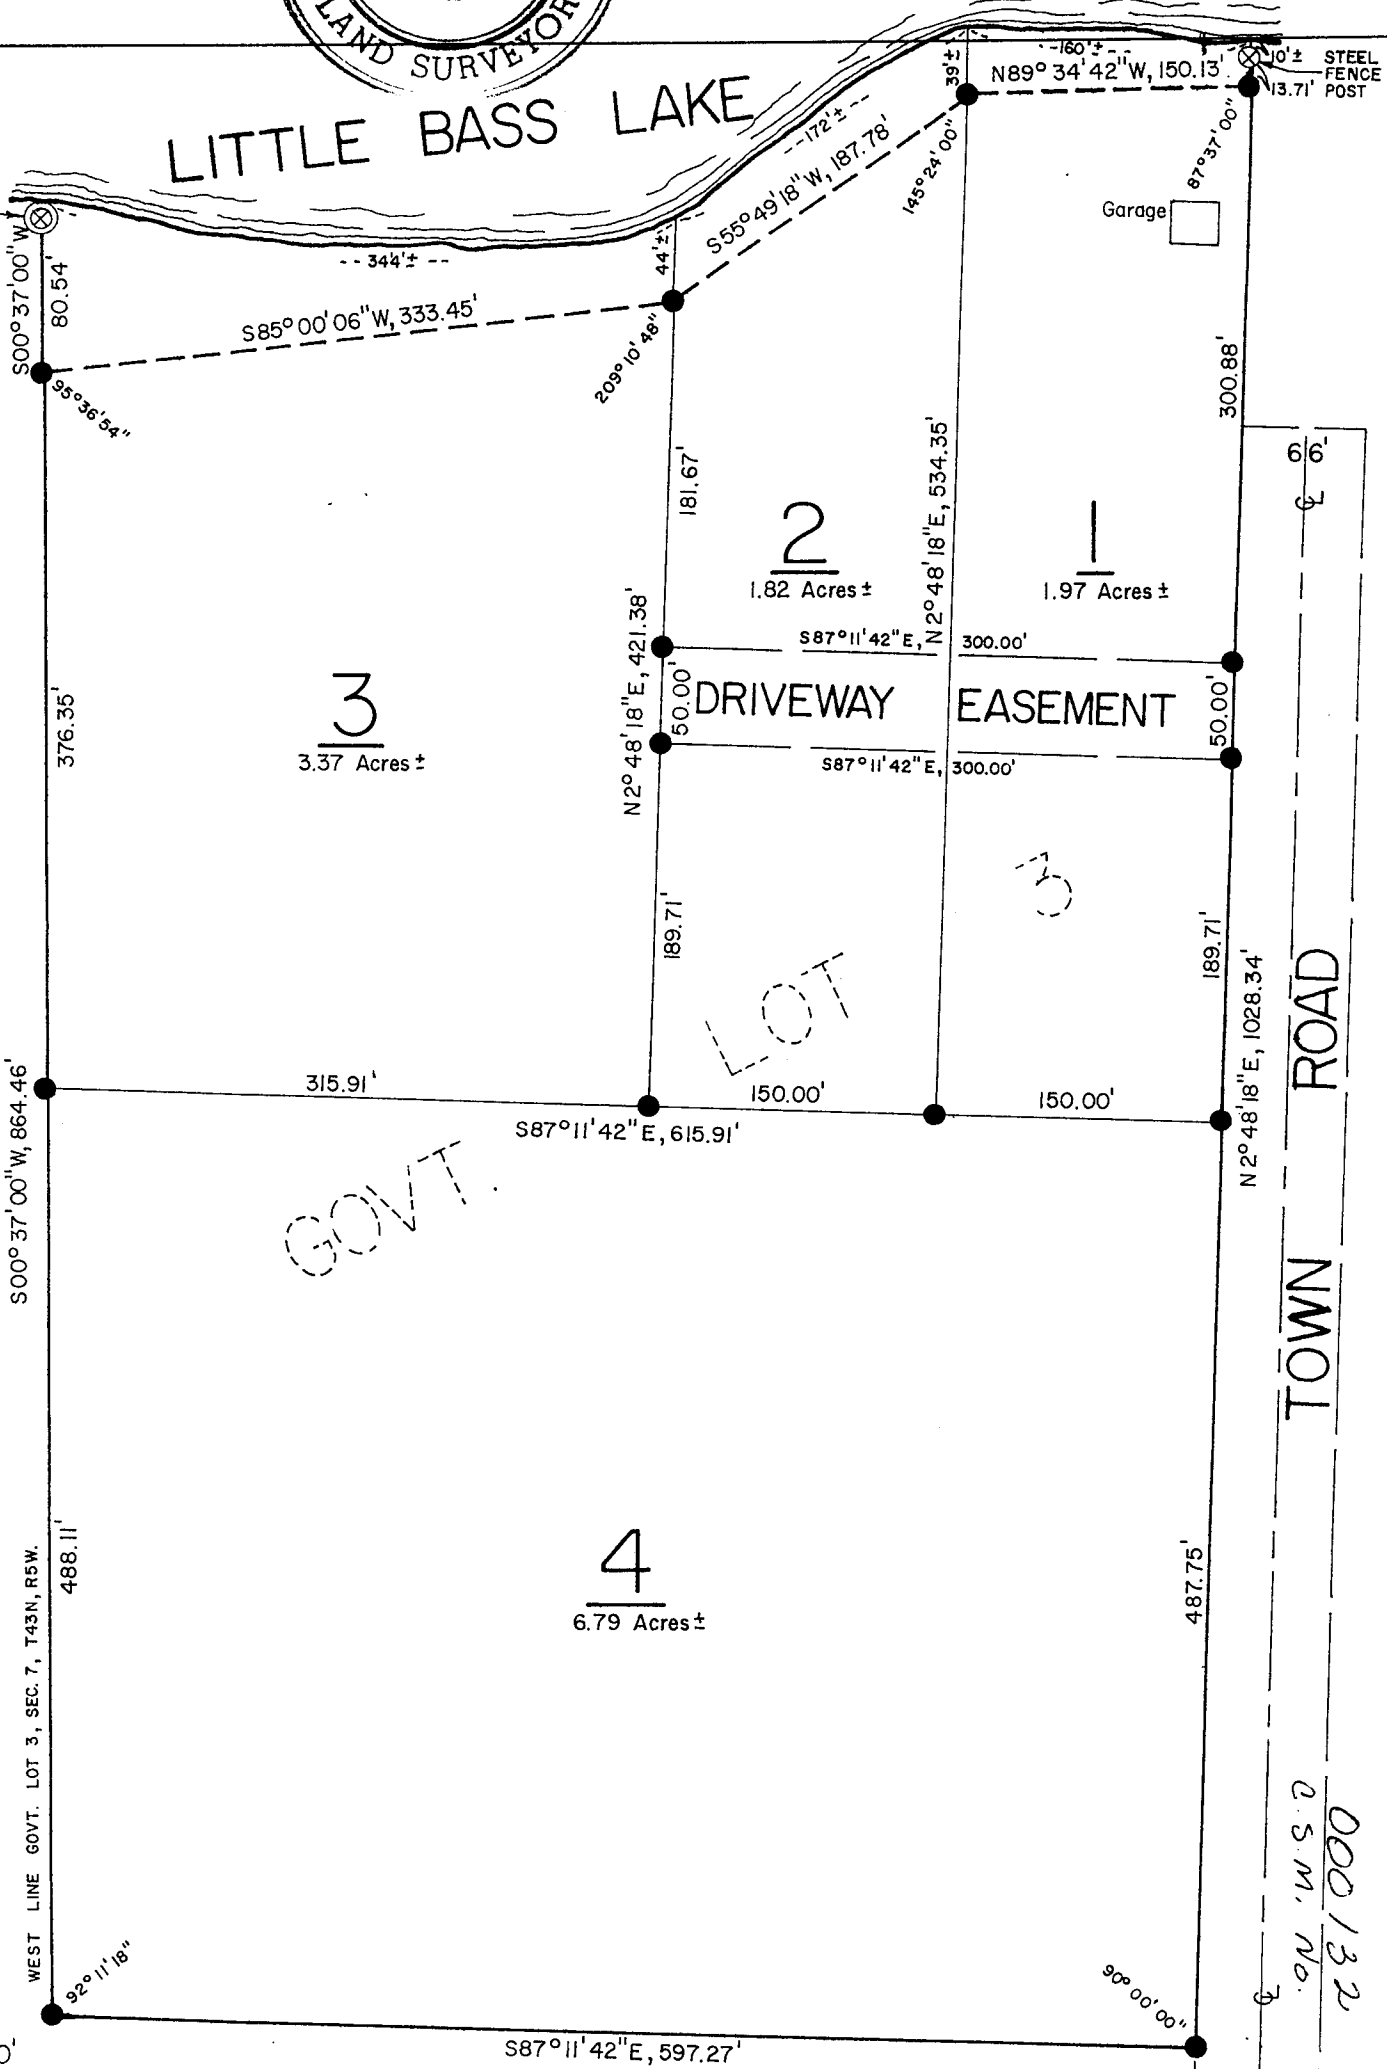 LAND SURVEYOR
LITTLE BASS LAKE
160'±
10'±
STEEL
FENCE
POST
39'±
N89°34'42"W, 150.13'
13.71'
172'±
S55°49'18"W, 187.78'
145°24'00"
87°37'00"
Garage
44'±
344'±
S00°37'00"W
80.54'
S85°00'06"W, 333.45'
209°10'48"
95°36'54"
300.88'
66'
181.67'
N2°48'18"E, 534.35'
2
1.82 Acres±
1
1.97 Acres±
S87°11'42"E, 300.00'
N2°48'18"E, 421.38'
50.00'
DRIVEWAY EASEMENT
50.00'
S87°11'42"E, 300.00'
3
3.37 Acres±
376.35'
189.71'
189.71'
N2°48'18"E, 1028.34'
GOVT. LOT 3
TOWN ROAD
315.91'
150.00'
150.00'
S87°11'42"E, 615.91'
S00°37'00"W, 864.46'
4
6.79 Acres±
488.11'
487.75'
WEST LINE GOVT. LOT 3, SEC. 7, T43N, R5W.
000132
C.S.M. No.
92°11'18"
90°00'00"
S87°11'42"E, 597.27'
0'